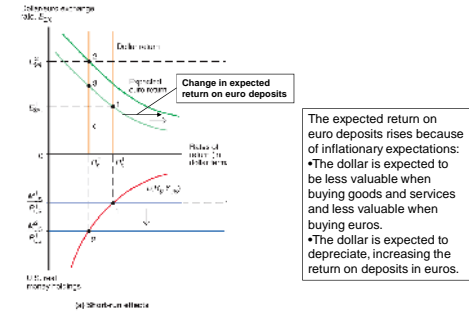 Dollar/euro exchange
rate,
Dollar return
Expected
euro return
Change in expected
return on euro deposits
Rates of
return (in
dollar terms)
U.S. real
money holdings
(a) Short-run effects
The expected return on
euro deposits rises because
of inflationary expectations:
•The dollar is expected to
be less valuable when
buying goods and services
and less valuable when
buying euros.
•The dollar is expected to
depreciate, increasing the
return on deposits in euros.